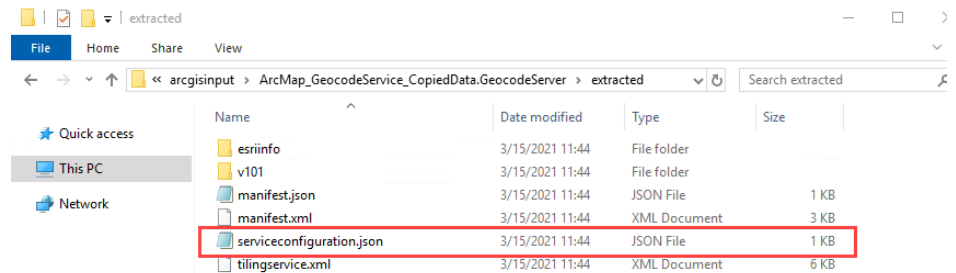 extracted
File Home Share View
« arcgisinput › ArcMap_GeocodeService_CopiedData.GeocodeServer › extracted Search extracted
Name Date modified Type Size
Quick access
This PC
Network
esriinfo 3/15/2021 11:44 File folder
v101 3/15/2021 11:44 File folder
manifest.json 3/15/2021 11:44 JSON File 1 KB
manifest.xml 3/15/2021 11:44 XML Document 3 KB
serviceconfiguration.json 3/15/2021 11:44 JSON File 1 KB
tilingservice.xml 3/15/2021 11:44 XML Document 6 KB